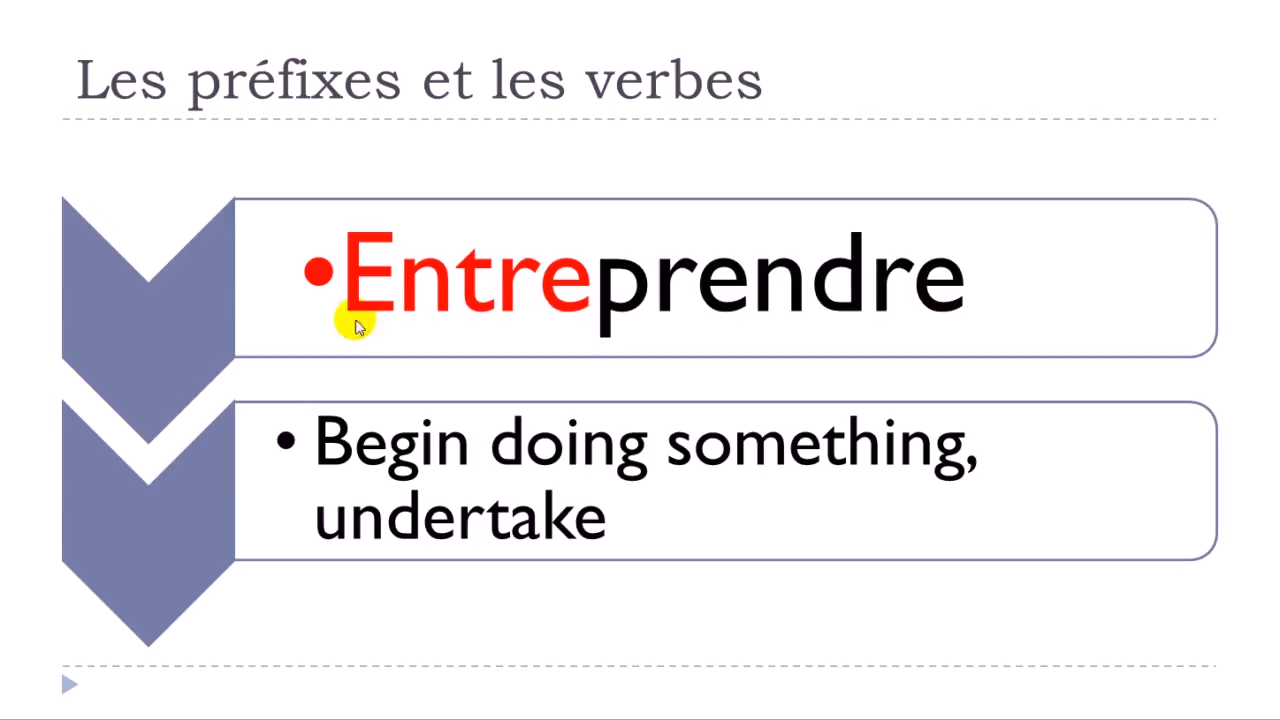 Les préfixes et les verbes
•Entreprendre
• Begin doing something,
undertake